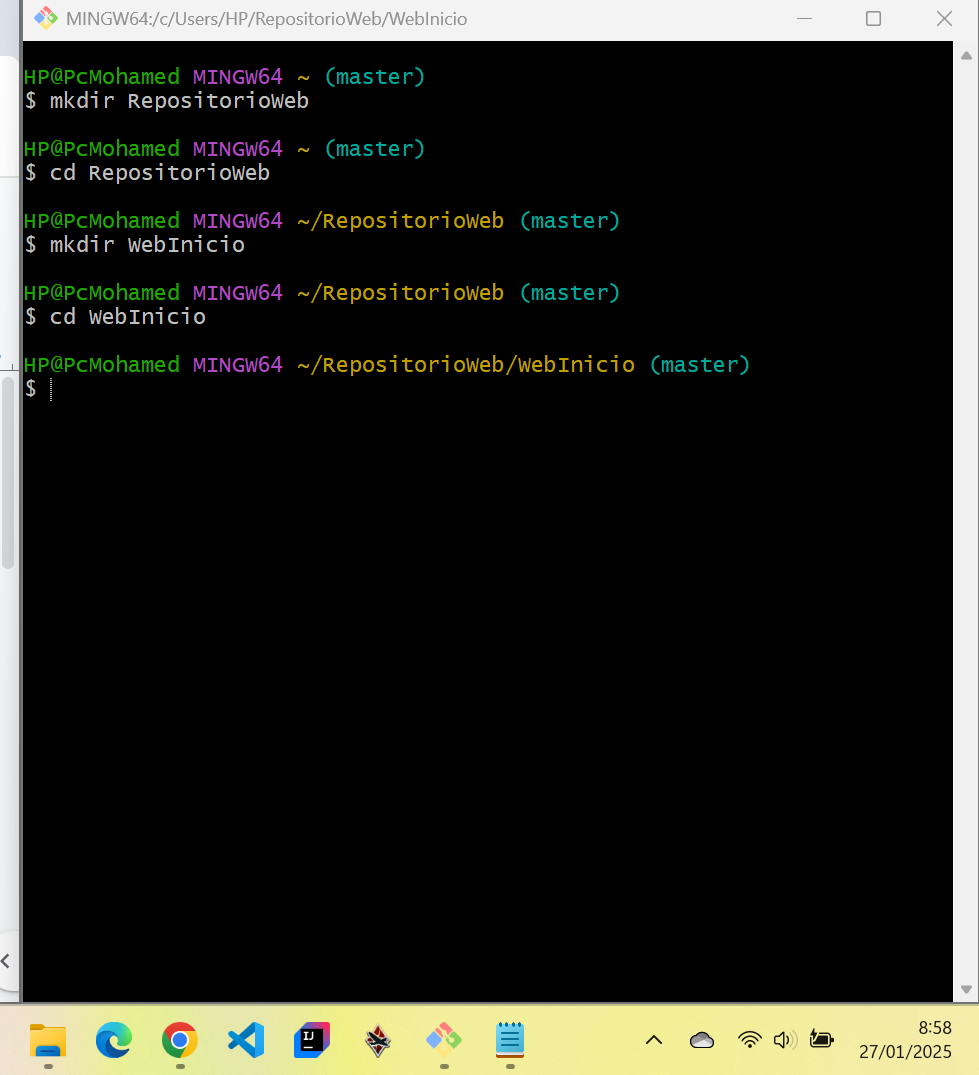 MINGW64:/c/Users/HP/RepositorioWeb/WebInicio
HP@PcMohamed MINGW64 ~ (master)
$ mkdir RepositorioWeb
HP@PcMohamed MINGW64 ~ (master)
$ cd RepositorioWeb
HP@PcMohamed MINGW64 ~/RepositorioWeb (master)
$ mkdir WebInicio
HP@PcMohamed MINGW64 ~/RepositorioWeb (master)
$ cd WebInicio
HP@PcMohamed MINGW64 ~/RepositorioWeb/WebInicio (master)
$
IJ
8:58
27/01/2025